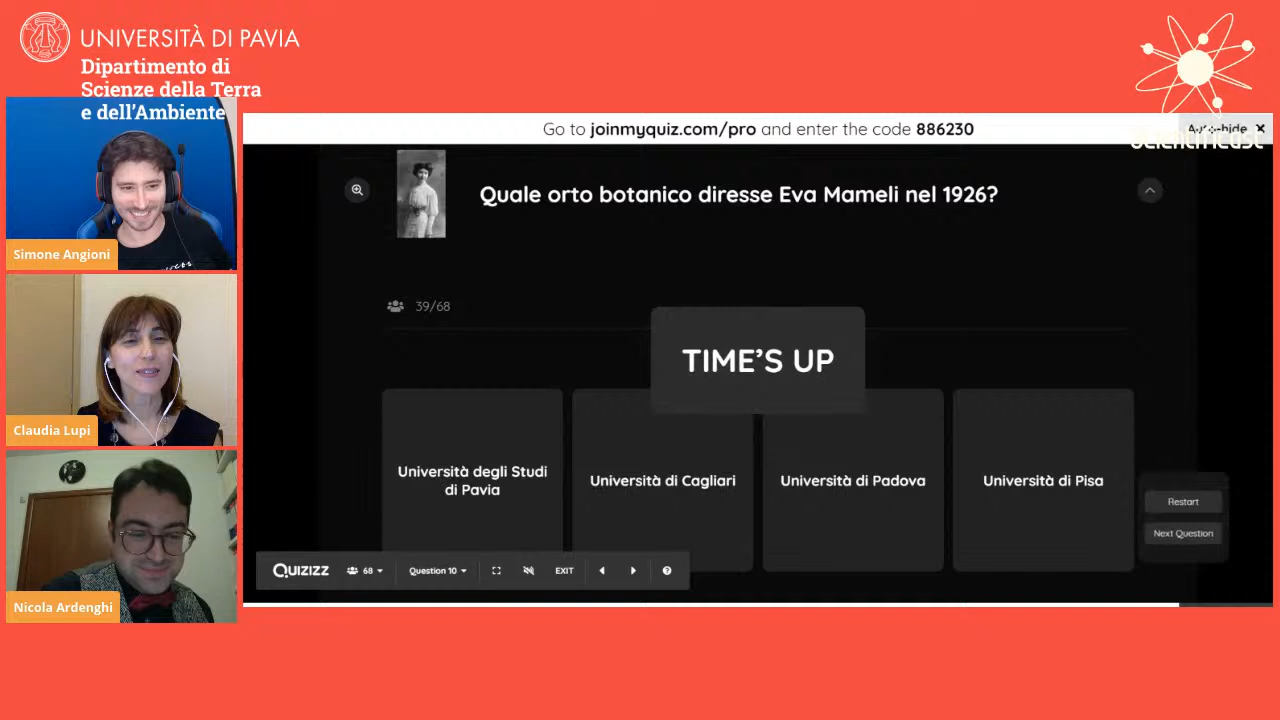 UNIVERSITÀ DI PAVIA
Dipartimento di
Scienze della Terra
e dell'Ambiente
Go to joinmyquiz.com/pro and enter the code 886230
Auto-hide ✕
Scientificast
Quale orto botanico diresse Eva Mameli nel 1926?
Simone Angioni
39/68
TIME'S UP
Claudia Lupi
Università degli Studi
di Pavia
Università di Cagliari
Università di Padova
Università di Pisa
Restart
Next Question
QUIZIZZ
68
Question 10
EXIT
Nicola Ardenghi